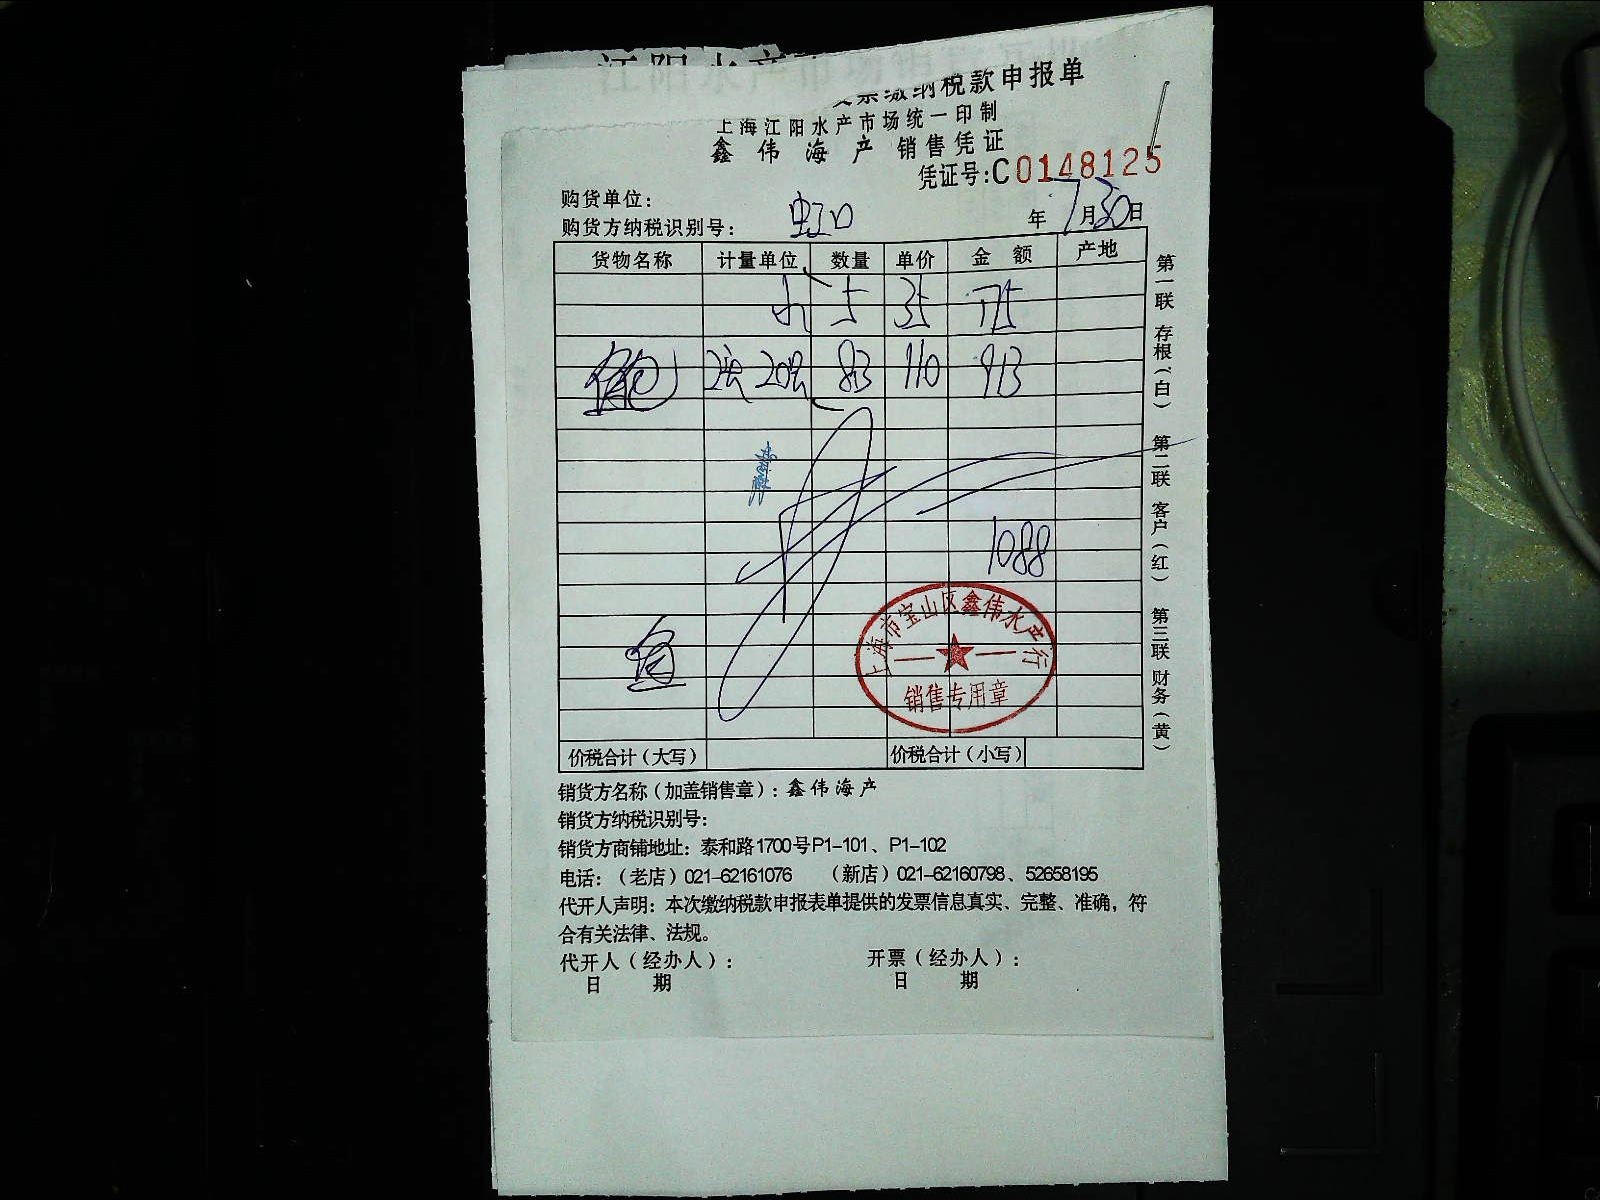 江阳水产市场
发票缴纳税款申报单
上海江阳水产市场统一印制
鑫伟海产 销售凭证
凭证号:C0148125
购货单位:
购货方纳税识别号: 虹口 年 7月30日
货物名称 计量单位 数量 单价 金额 产地
5 35 175
鲍 20 83 110 913
1088
上海市宝山区鑫伟水产行
销售专用章
价税合计(大写) 价税合计(小写)
第一联 存根(白) 第二联 客户(红) 第三联 财务(黄)
销货方名称(加盖销售章):鑫伟海产
销货方纳税识别号:
销货方商铺地址:泰和路1700号P1-101、P1-102
电话:(老店)021-62161076 (新店)021-62160798、52658195
代开人声明:本次缴纳税款申报表单提供的发票信息真实、完整、准确,符
合有关法律、法规。
代开人(经办人): 开票(经办人):
日 期 日 期